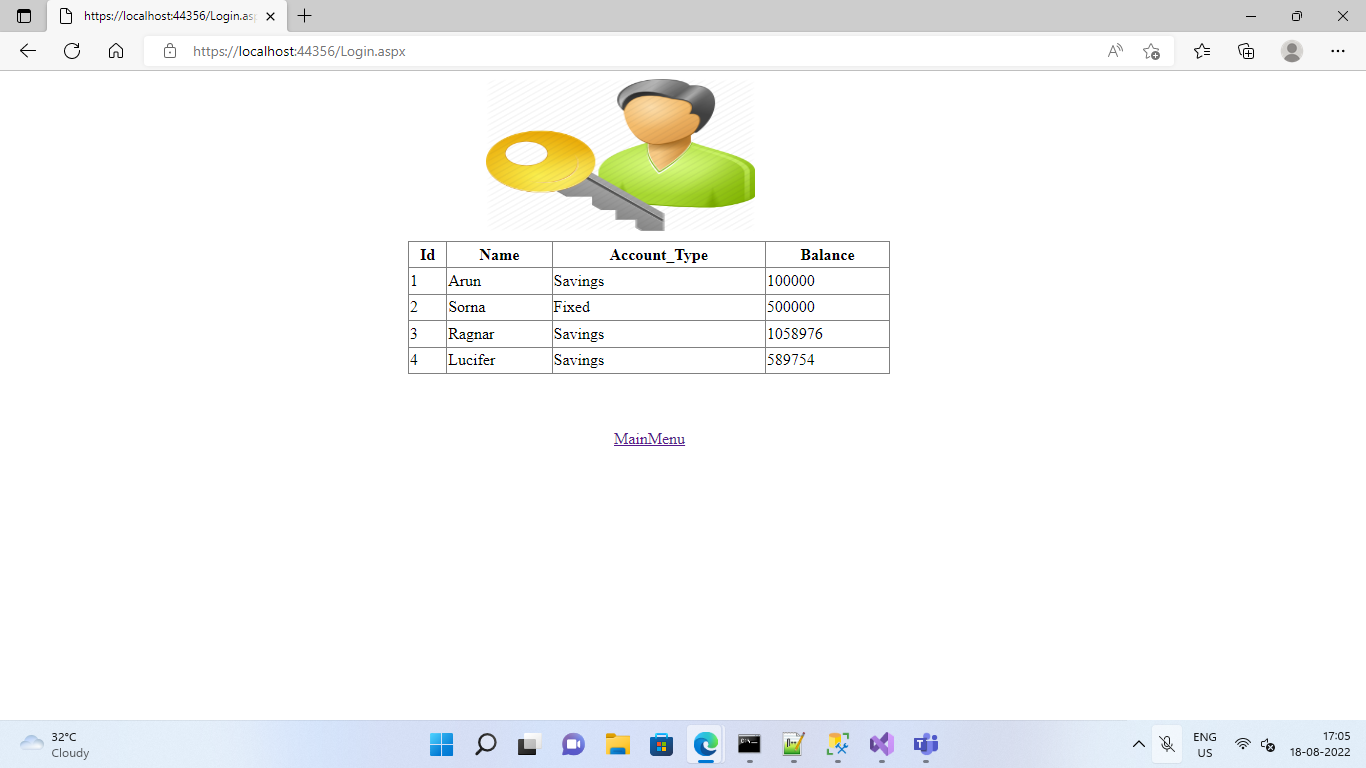 https://localhost:44356/Login.asp
https://localhost:44356/Login.aspx
Id Name Account_Type Balance
1 Arun Savings 100000
2 Sorna Fixed 500000
3 Ragnar Savings 1058976
4 Lucifer Savings 589754
MainMenu
32°C
Cloudy
ENG
US
17:05
18-08-2022